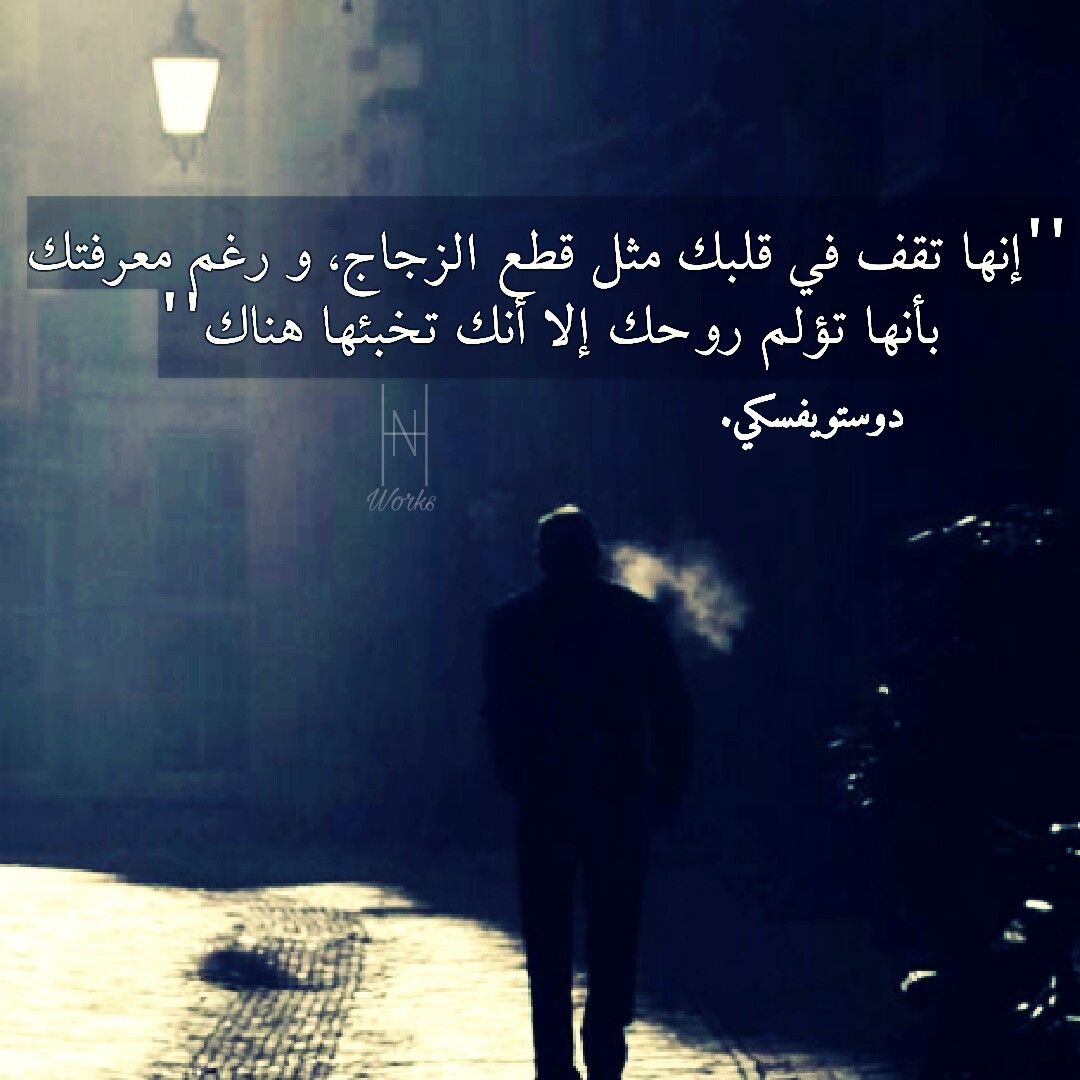 ''إنها تقف في قلبك مثل قطع الزجاج، و رغم معرفتك
بأنها تؤلم روحك إلا أنك تخبئها هناك''
دوستويفسكي.
HN
Works